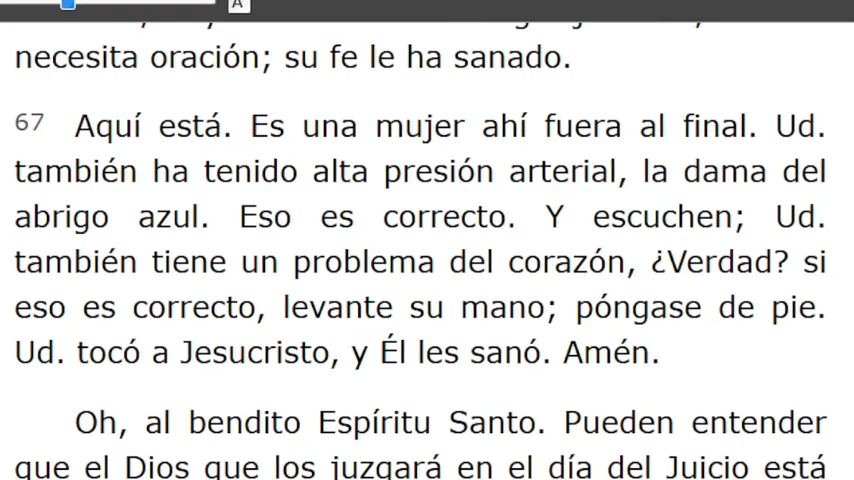 A
necesita oración; su fe le ha sanado.
67 Aquí está. Es una mujer ahí fuera al final. Ud.
también ha tenido alta presión arterial, la dama del
abrigo azul. Eso es correcto. Y escuchen; Ud.
también tiene un problema del corazón, ¿Verdad? si
eso es correcto, levante su mano; póngase de pie.
Ud. tocó a Jesucristo, y Él les sanó. Amén.
Oh, al bendito Espíritu Santo. Pueden entender
que el Dios que los juzgará en el día del Juicio está